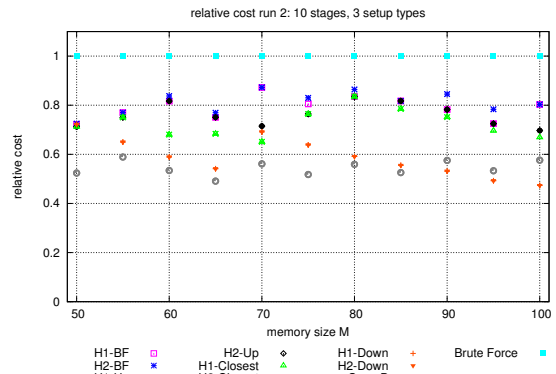 relative cost run 2: 10 stages, 3 setup types
relative cost
1
0.8
0.6
0.4
0.2
0
50 60 70 80 90 100
memory size M
H1-BF H2-Up H1-Down Brute Force
H2-BF H1-Closest H2-Down